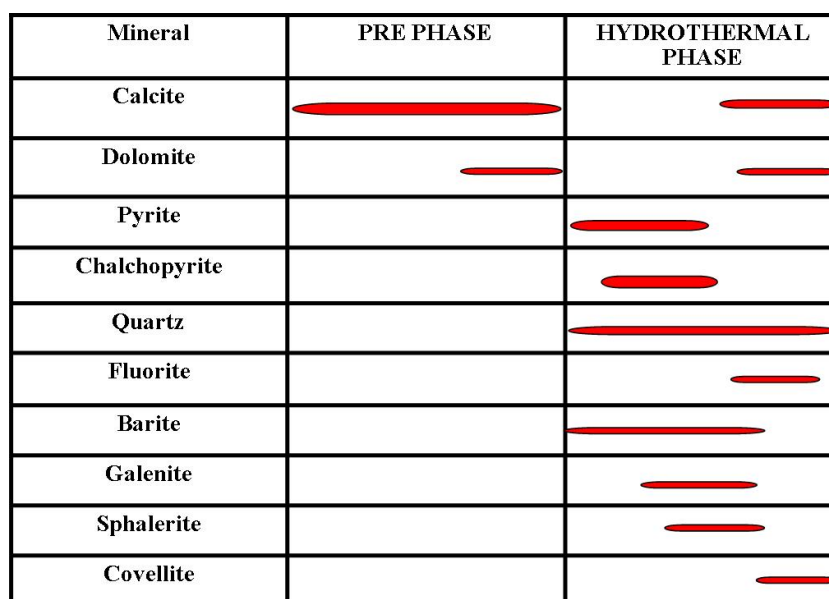 Mineral
PRE PHASE
HYDROTHERMAL
PHASE
Calcite
Dolomite
Pyrite
Chalchopyrite
Quartz
Fluorite
Barite
Galenite
Sphalerite
Covellite